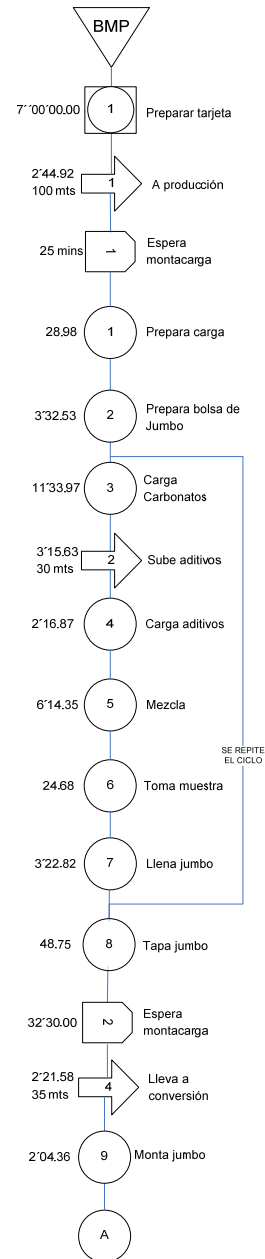 BMP
7´´00´00.00
1
Preparar tarjeta
2´44.92
100 mts
1
A producción
25 mins
1
Espera
montacarga
28.98
1
Prepara carga
3´32.53
2
Prepara bolsa de
Jumbo
11´33.97
3
Carga
Carbonatos
3´15.63
30 mts
2
Sube aditivos
2´16.87
4
Carga aditivos
6´14.35
5
Mezcla
SE REPITE
EL CICLO
24.68
6
Toma muestra
3´22.82
7
Llena jumbo
48.75
8
Tapa jumbo
32´30.00
2
Espera
montacarga
2´21.58
35 mts
4
Lleva a
conversión
2´04.36
9
Monta jumbo
A